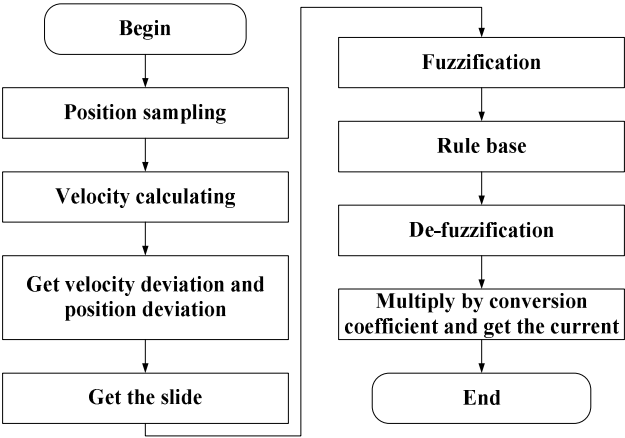 Begin
Position sampling
Velocity calculating
Get velocity deviation and
position deviation
Get the slide
Fuzzification
Rule base
De-fuzzification
Multiply by conversion
coefficient and get the current
End